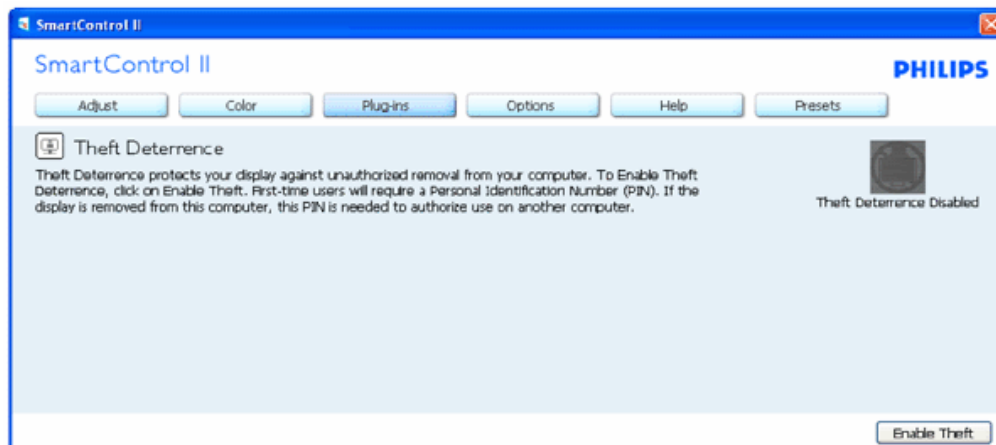 SmartControl II
SmartControl II
PHILIPS
Adjust Color Plug-ins Options Help Presets
Theft Deterrence
Theft Deterrence protects your display against unauthorized removal from your computer. To Enable Theft
Deterrence, click on Enable Theft. First-time users will require a Personal Identification Number (PIN). If the
display is removed from this computer, this PIN is needed to authorize use on another computer.
Theft Deterrence Disabled
Enable Theft